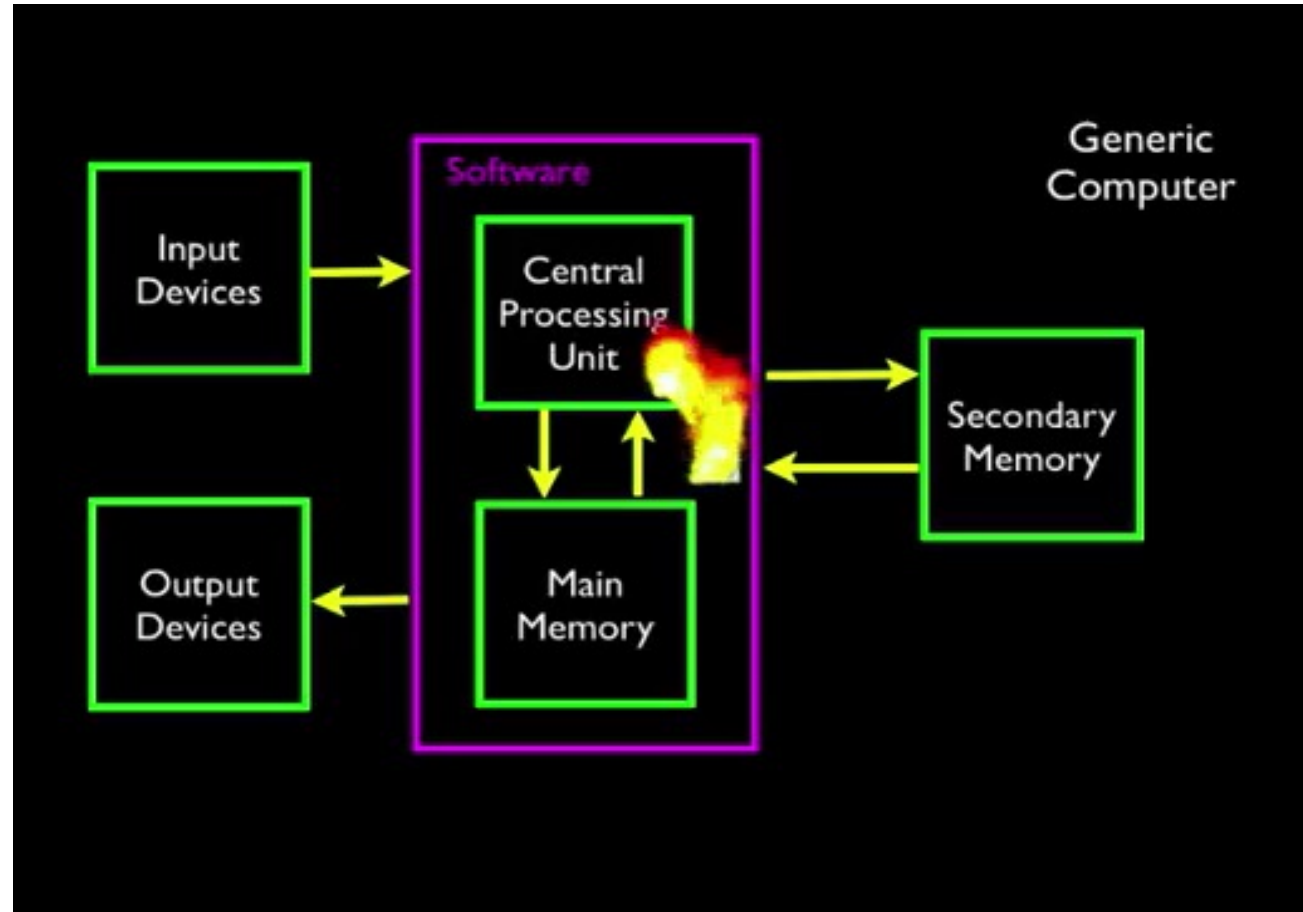 Generic
Computer
Software
Input
Devices
Central
Processing
Unit
Secondary
Memory
Output
Devices
Main
Memory